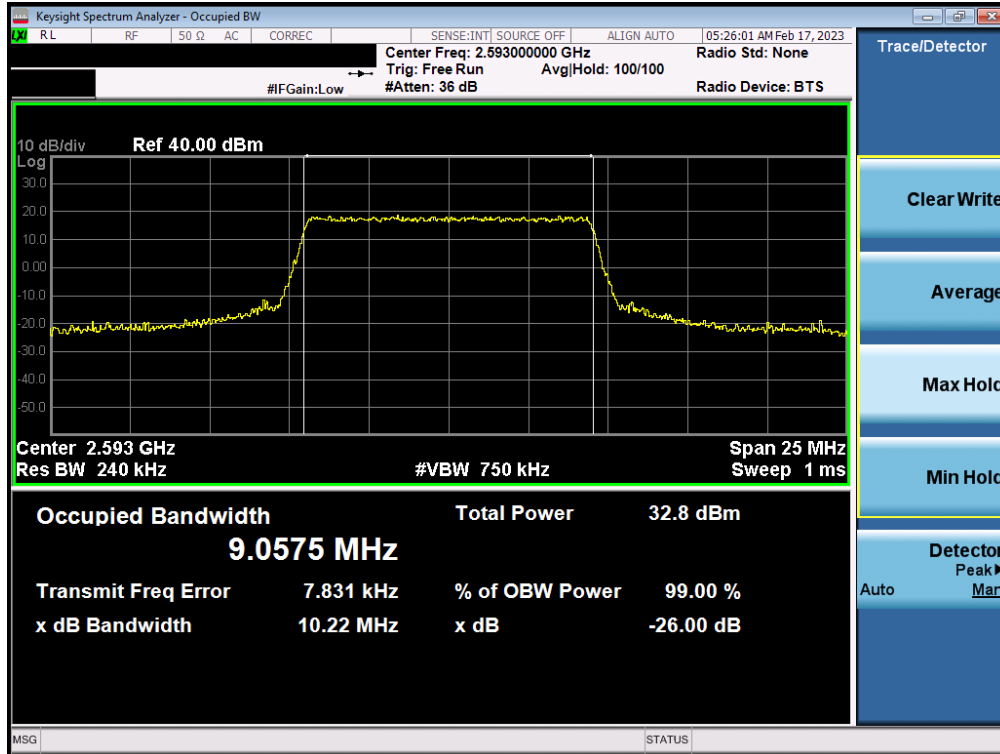 Keysight Spectrum Analyzer - Occupied BW
LXI RL RF 50 Ω AC CORREC SENSE:INT SOURCE OFF ALIGN AUTO 05:26:01 AM Feb 17, 2023
Center Freq: 2.593000000 GHz Radio Std: None
Trig: Free Run Avg|Hold: 100/100
#IFGain:Low #Atten: 36 dB Radio Device: BTS
10 dB/div Ref 40.00 dBm
Log
30.0
20.0
10.0
0.00
-10.0
-20.0
-30.0
-40.0
-50.0
Center 2.593 GHz Span 25 MHz
Res BW 240 kHz #VBW 750 kHz Sweep 1 ms
Occupied Bandwidth Total Power 32.8 dBm
9.0575 MHz
Transmit Freq Error 7.831 kHz % of OBW Power 99.00 %
x dB Bandwidth 10.22 MHz x dB -26.00 dB
MSG STATUS
Trace/Detector
Clear Write
Average
Max Hold
Min Hold
Detector
Peak
Auto Man